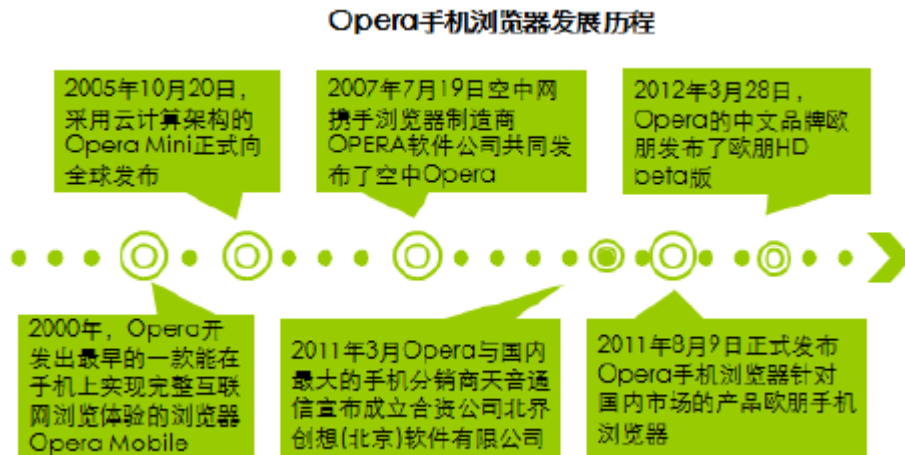 Opera手机浏览器发展历程
2005年10月20日，
采用云计算架构的
Opera Mini正式向
全球发布
2007年7月19日空中网
携手浏览器制造商
OPERA软件公司共同发
布了空中Opera
2012年3月28日，
Opera的中文品牌欧
朋发布了欧朋HD
beta版
2000年，Opera开
发出最早的一款能在
手机上实现完整互联
网浏览体验的浏览器
Opera Mobile
2011年3月Opera与国内
最大的手机分销商天音通
信宣布成立合资公司北界
创想(北京)软件有限公司
2011年8月9日正式发布
Opera手机浏览器针对
国内市场的产品欧朋手机
浏览器